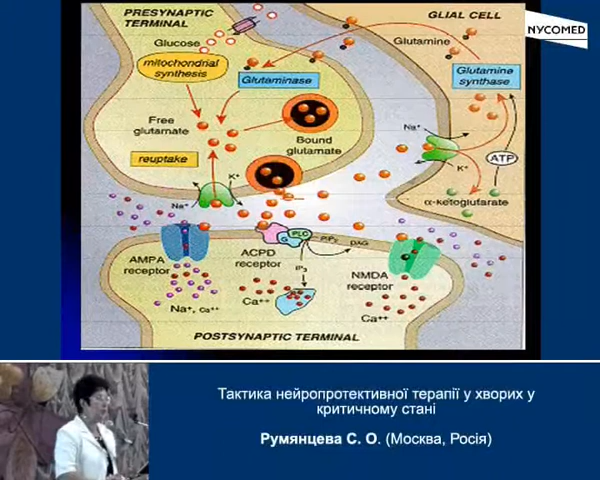 PRESYNAPTIC
TERMINAL
GLIAL CELL
NYCOMED
Glucose
Glutamine
mitochondrial
synthesis
Glutaminase
Glutamine
synthase
Free
glutamate
Bound
glutamate
reuptake
Na⁺
K⁺
ATP
Na⁺
K⁺
α-ketoglutarate
AMPA
receptor
ACPD
receptor
G
PLC
PIP₂
DAG
IP₃
NMDA
receptor
Na⁺, Ca⁺⁺
Ca⁺⁺
Ca⁺⁺
POSTSYNAPTIC TERMINAL
Тактика нейропротективної терапії у хворих у
критичному стані
Румянцева С. О. (Москва, Росія)